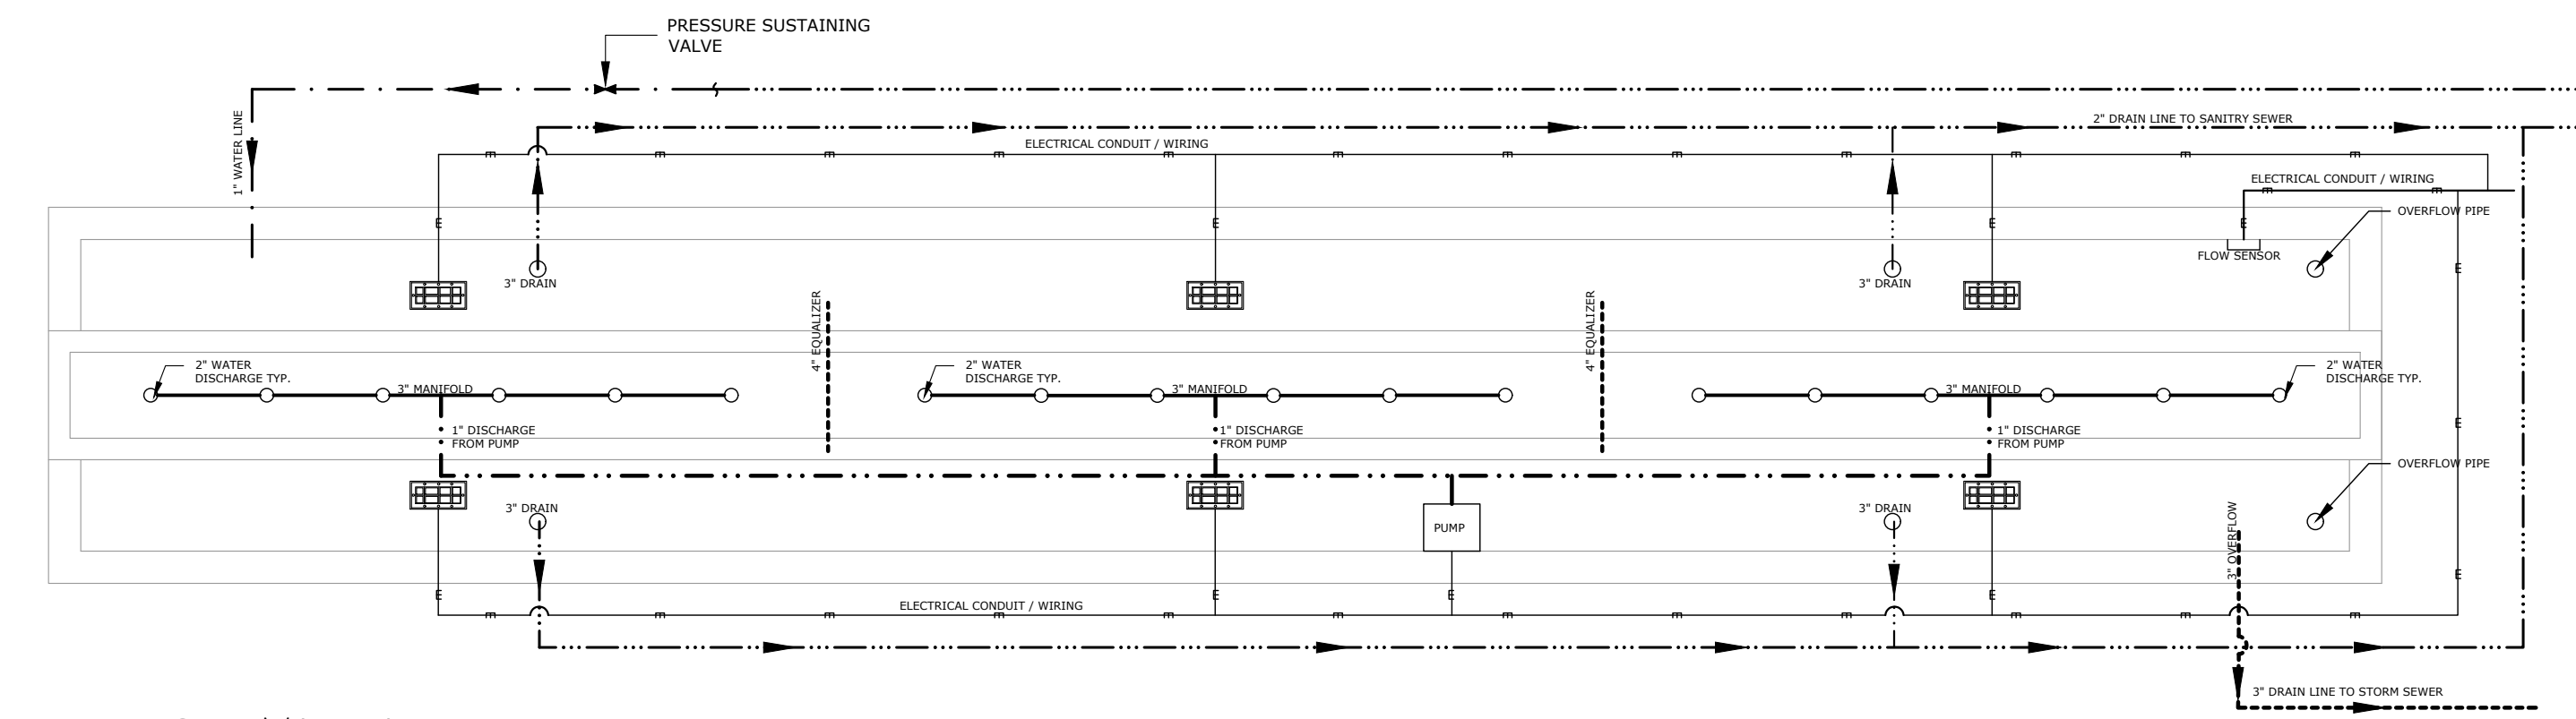 PRESSURE SUSTAINING
VALVE
1" WATER LINE
2" DRAIN LINE TO SANITRY SEWER
ELECTRICAL CONDUIT / WIRING
ELECTRICAL CONDUIT / WIRING
OVERFLOW PIPE
FLOW SENSOR
3" DRAIN
3" DRAIN
4" EQUALIZER
4" EQUALIZER
2" WATER
DISCHARGE TYP.
2" WATER
DISCHARGE TYP.
2" WATER
DISCHARGE TYP.
3" MANIFOLD
3" MANIFOLD
3" MANIFOLD
1" DISCHARGE
FROM PUMP
1" DISCHARGE
FROM PUMP
1" DISCHARGE
FROM PUMP
OVERFLOW PIPE
3" DRAIN
PUMP
3" DRAIN
3" OVERFLOW
ELECTRICAL CONDUIT / WIRING
3" DRAIN LINE TO STORM SEWER